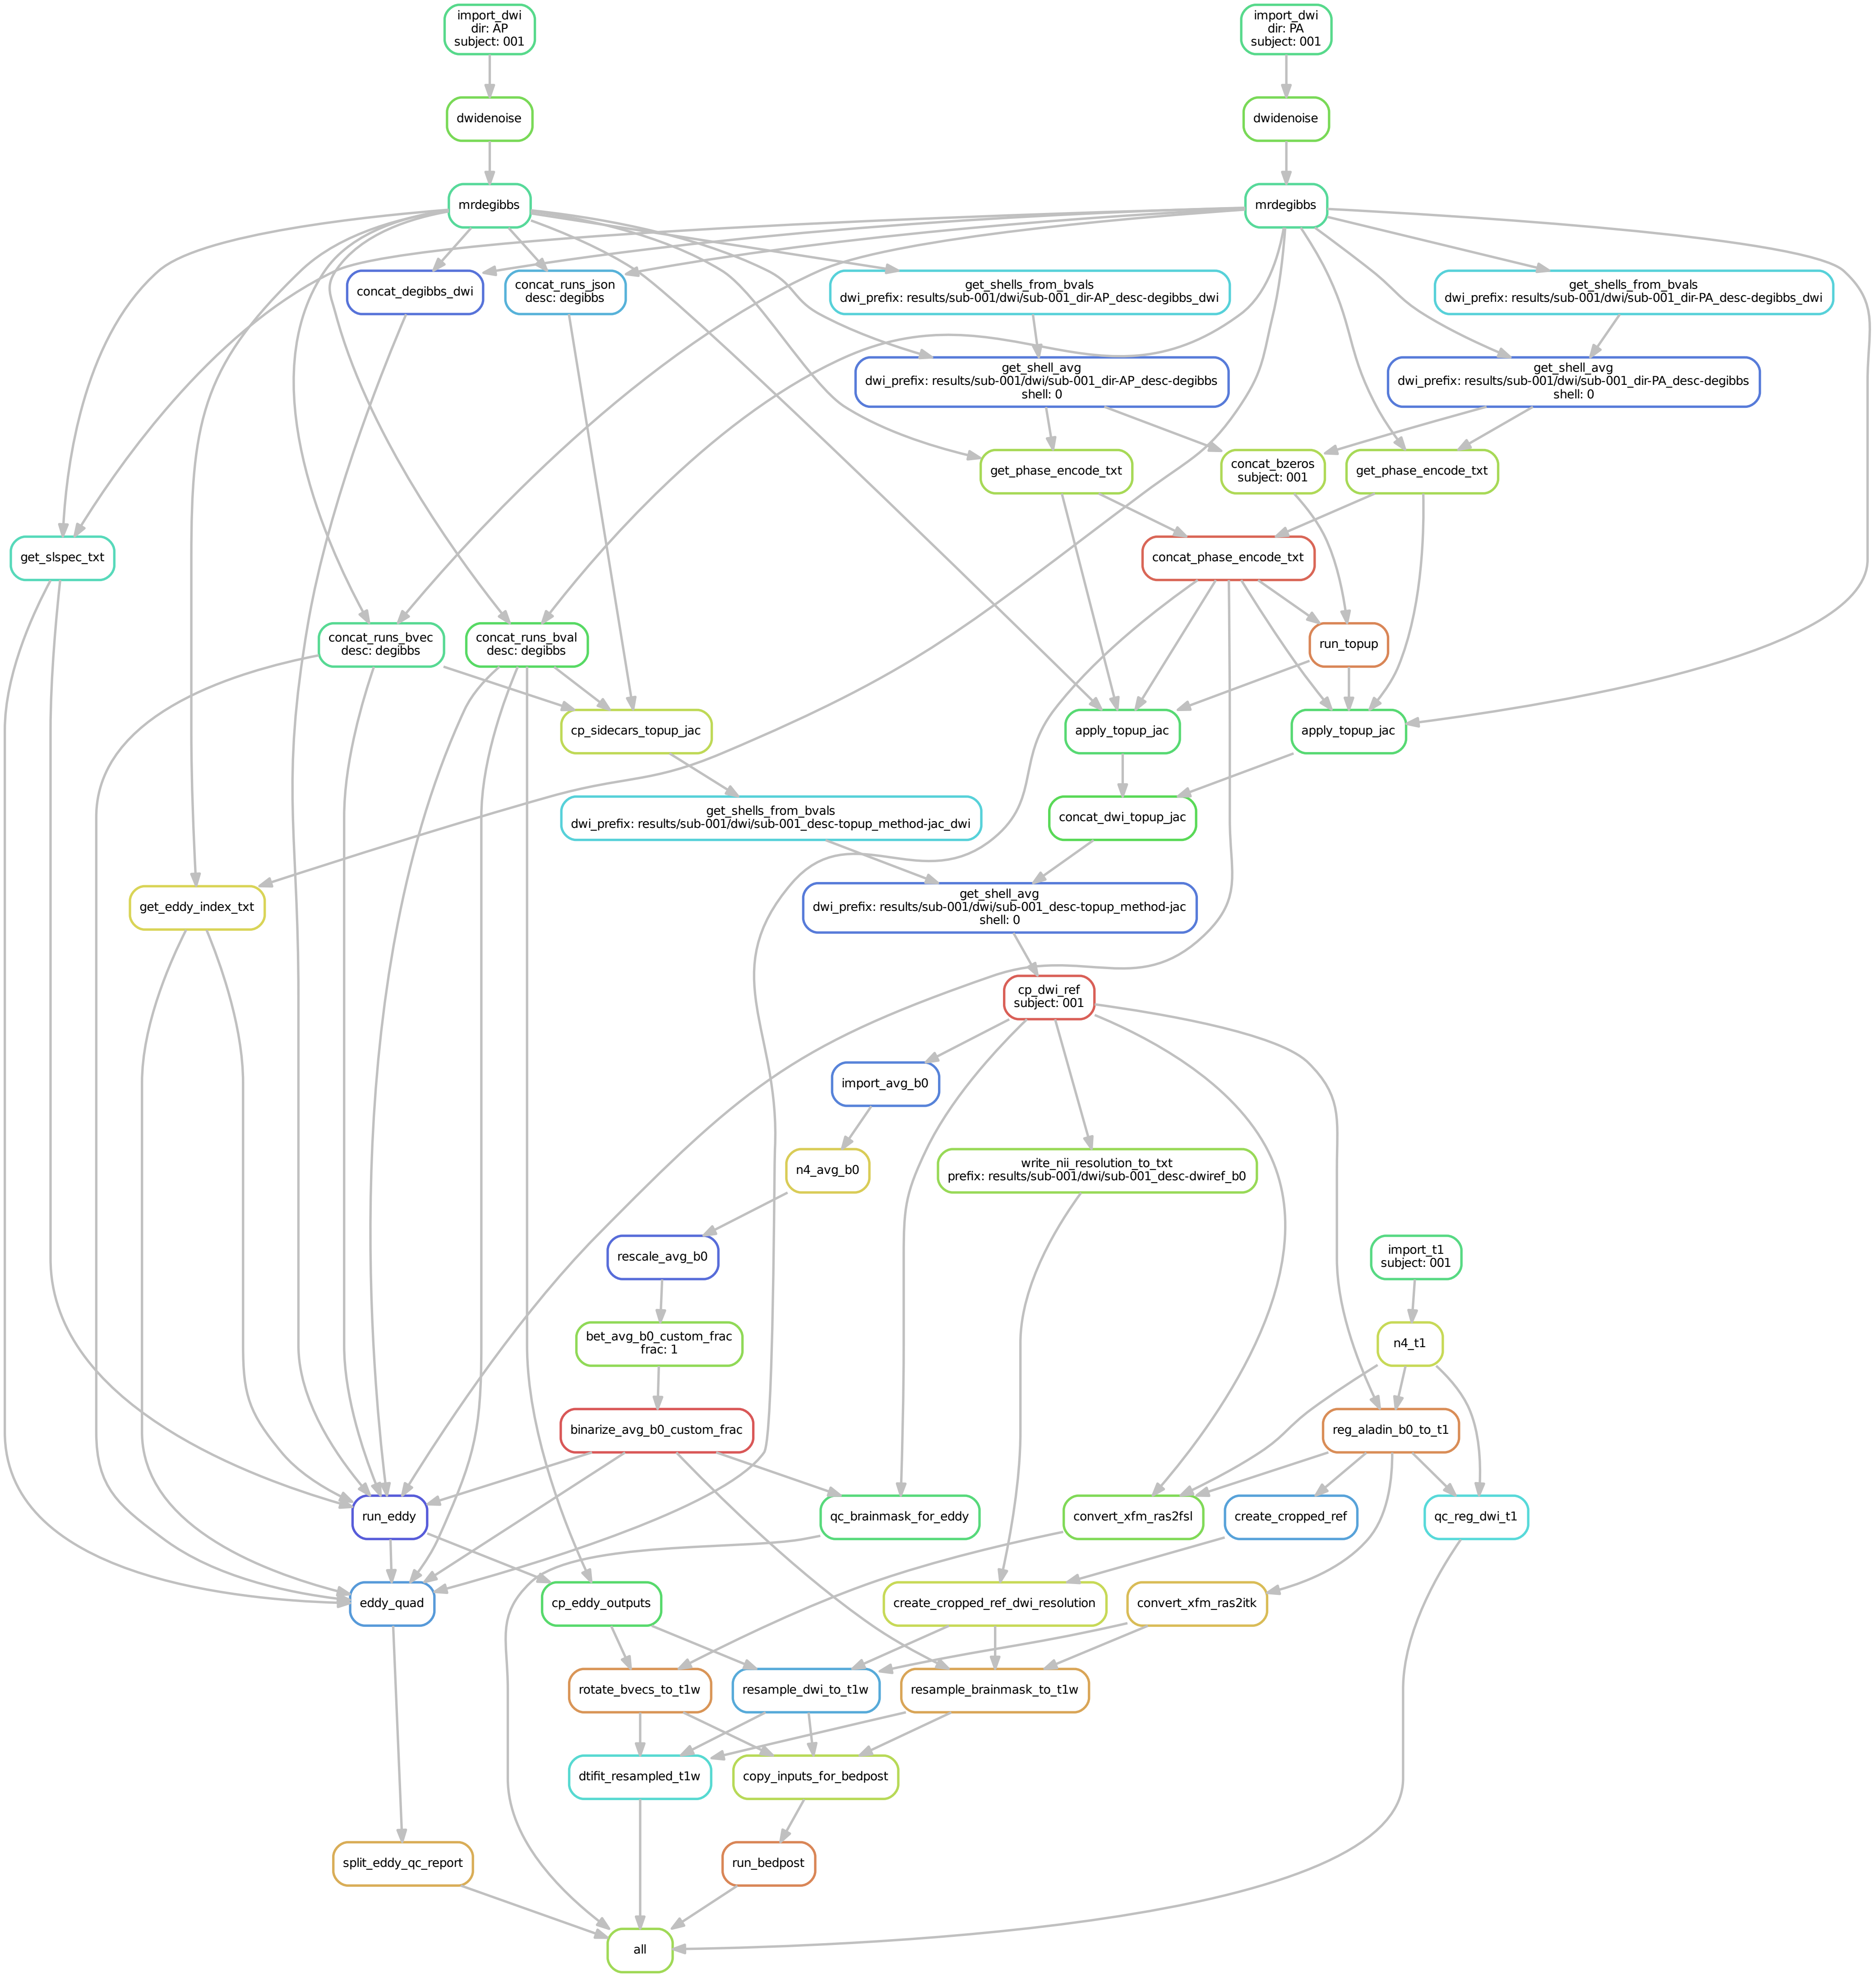 import_dwi
dir: AP
subject: 001
import_dwi
dir: PA
subject: 001
dwidenoise
dwidenoise
mrdegibbs
mrdegibbs
concat_degibbs_dwi
concat_runs_json
desc: degibbs
get_shells_from_bvals
dwi_prefix: results/sub-001/dwi/sub-001_dir-AP_desc-degibbs_dwi
get_shells_from_bvals
dwi_prefix: results/sub-001/dwi/sub-001_dir-PA_desc-degibbs_dwi
get_shell_avg
dwi_prefix: results/sub-001/dwi/sub-001_dir-AP_desc-degibbs
shell: 0
get_shell_avg
dwi_prefix: results/sub-001/dwi/sub-001_dir-PA_desc-degibbs
shell: 0
get_phase_encode_txt
concat_bzeros
subject: 001
get_phase_encode_txt
get_slspec_txt
concat_phase_encode_txt
concat_runs_bvec
desc: degibbs
concat_runs_bval
desc: degibbs
run_topup
cp_sidecars_topup_jac
apply_topup_jac
apply_topup_jac
get_shells_from_bvals
dwi_prefix: results/sub-001/dwi/sub-001_desc-topup_method-jac_dwi
concat_dwi_topup_jac
get_eddy_index_txt
get_shell_avg
dwi_prefix: results/sub-001/dwi/sub-001_desc-topup_method-jac
shell: 0
cp_dwi_ref
subject: 001
import_avg_b0
n4_avg_b0
write_nii_resolution_to_txt
prefix: results/sub-001/dwi/sub-001_desc-dwiref_b0
rescale_avg_b0
import_t1
subject: 001
bet_avg_b0_custom_frac
frac: 1
n4_t1
binarize_avg_b0_custom_frac
reg_aladin_b0_to_t1
run_eddy
qc_brainmask_for_eddy
convert_xfm_ras2fsl
create_cropped_ref
qc_reg_dwi_t1
eddy_quad
cp_eddy_outputs
create_cropped_ref_dwi_resolution
convert_xfm_ras2itk
rotate_bvecs_to_t1w
resample_dwi_to_t1w
resample_brainmask_to_t1w
dtifit_resampled_t1w
copy_inputs_for_bedpost
split_eddy_qc_report
run_bedpost
all